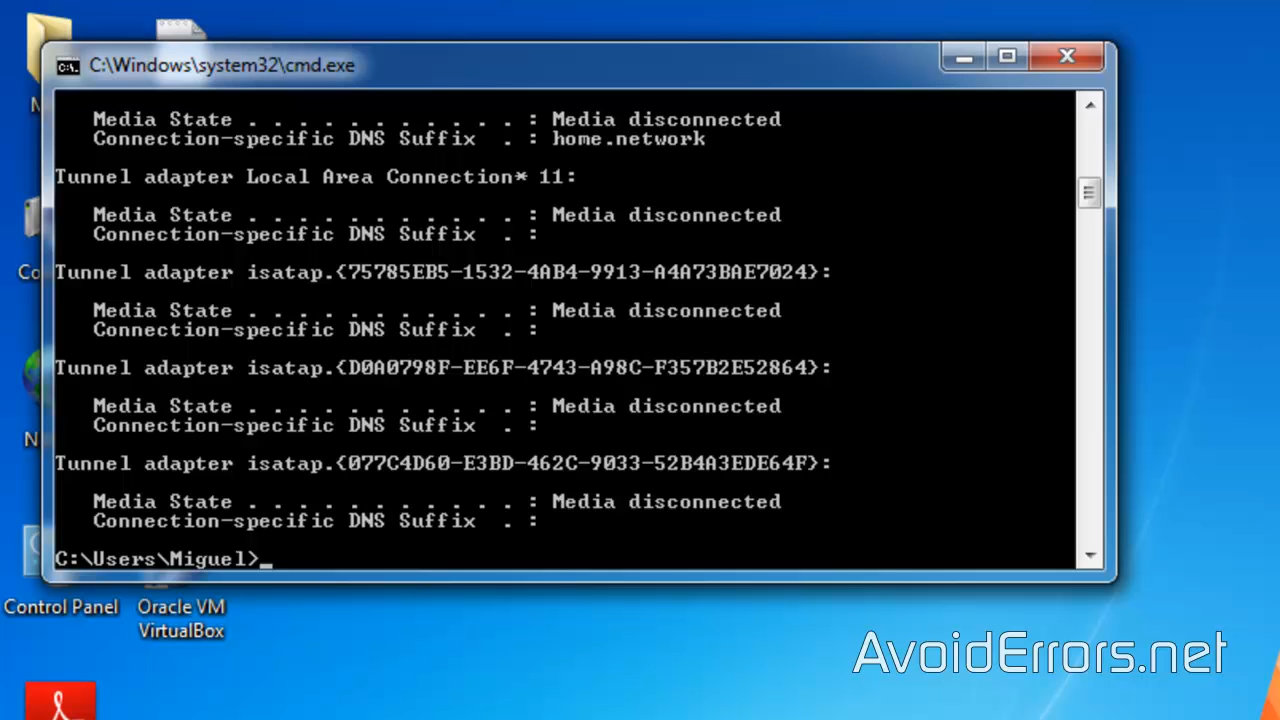 C:\Windows\system32\cmd.exe
Media State . . . . . . . . . . . : Media disconnected
Connection-specific DNS Suffix  . : home.network
Tunnel adapter Local Area Connection* 11:
Media State . . . . . . . . . . . : Media disconnected
Connection-specific DNS Suffix  . :
Tunnel adapter isatap.{75785EB5-1532-4AB4-9913-A4A73BAE7024}:
Media State . . . . . . . . . . . : Media disconnected
Connection-specific DNS Suffix  . :
Tunnel adapter isatap.{D0A0798F-EE6F-4743-A98C-F357B2E52864}:
Media State . . . . . . . . . . . : Media disconnected
Connection-specific DNS Suffix  . :
Tunnel adapter isatap.{077C4D60-E3BD-462C-9033-52B4A3EDE64F}:
Media State . . . . . . . . . . . : Media disconnected
Connection-specific DNS Suffix  . :
C:\Users\Miguel>_
Control Panel
Oracle VM
VirtualBox
AvoidErrors.net